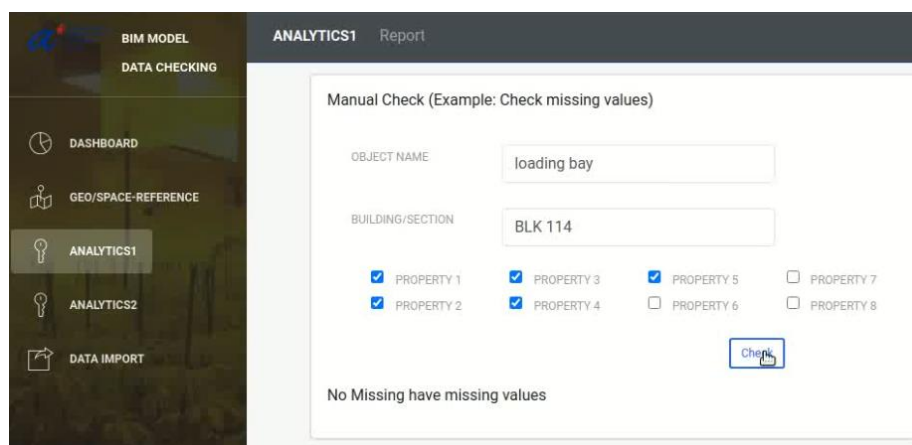 BIM MODEL
DATA CHECKING
DASHBOARD
GEO/SPACE-REFERENCE
ANALYTICS1
ANALYTICS2
DATA IMPORT
ANALYTICS1 Report
Manual Check (Example: Check missing values)
OBJECT NAME loading bay
BUILDING/SECTION BLK 114
PROPERTY 1 PROPERTY 3 PROPERTY 5 PROPERTY 7
PROPERTY 2 PROPERTY 4 PROPERTY 6 PROPERTY 8
Check
No Missing have missing values